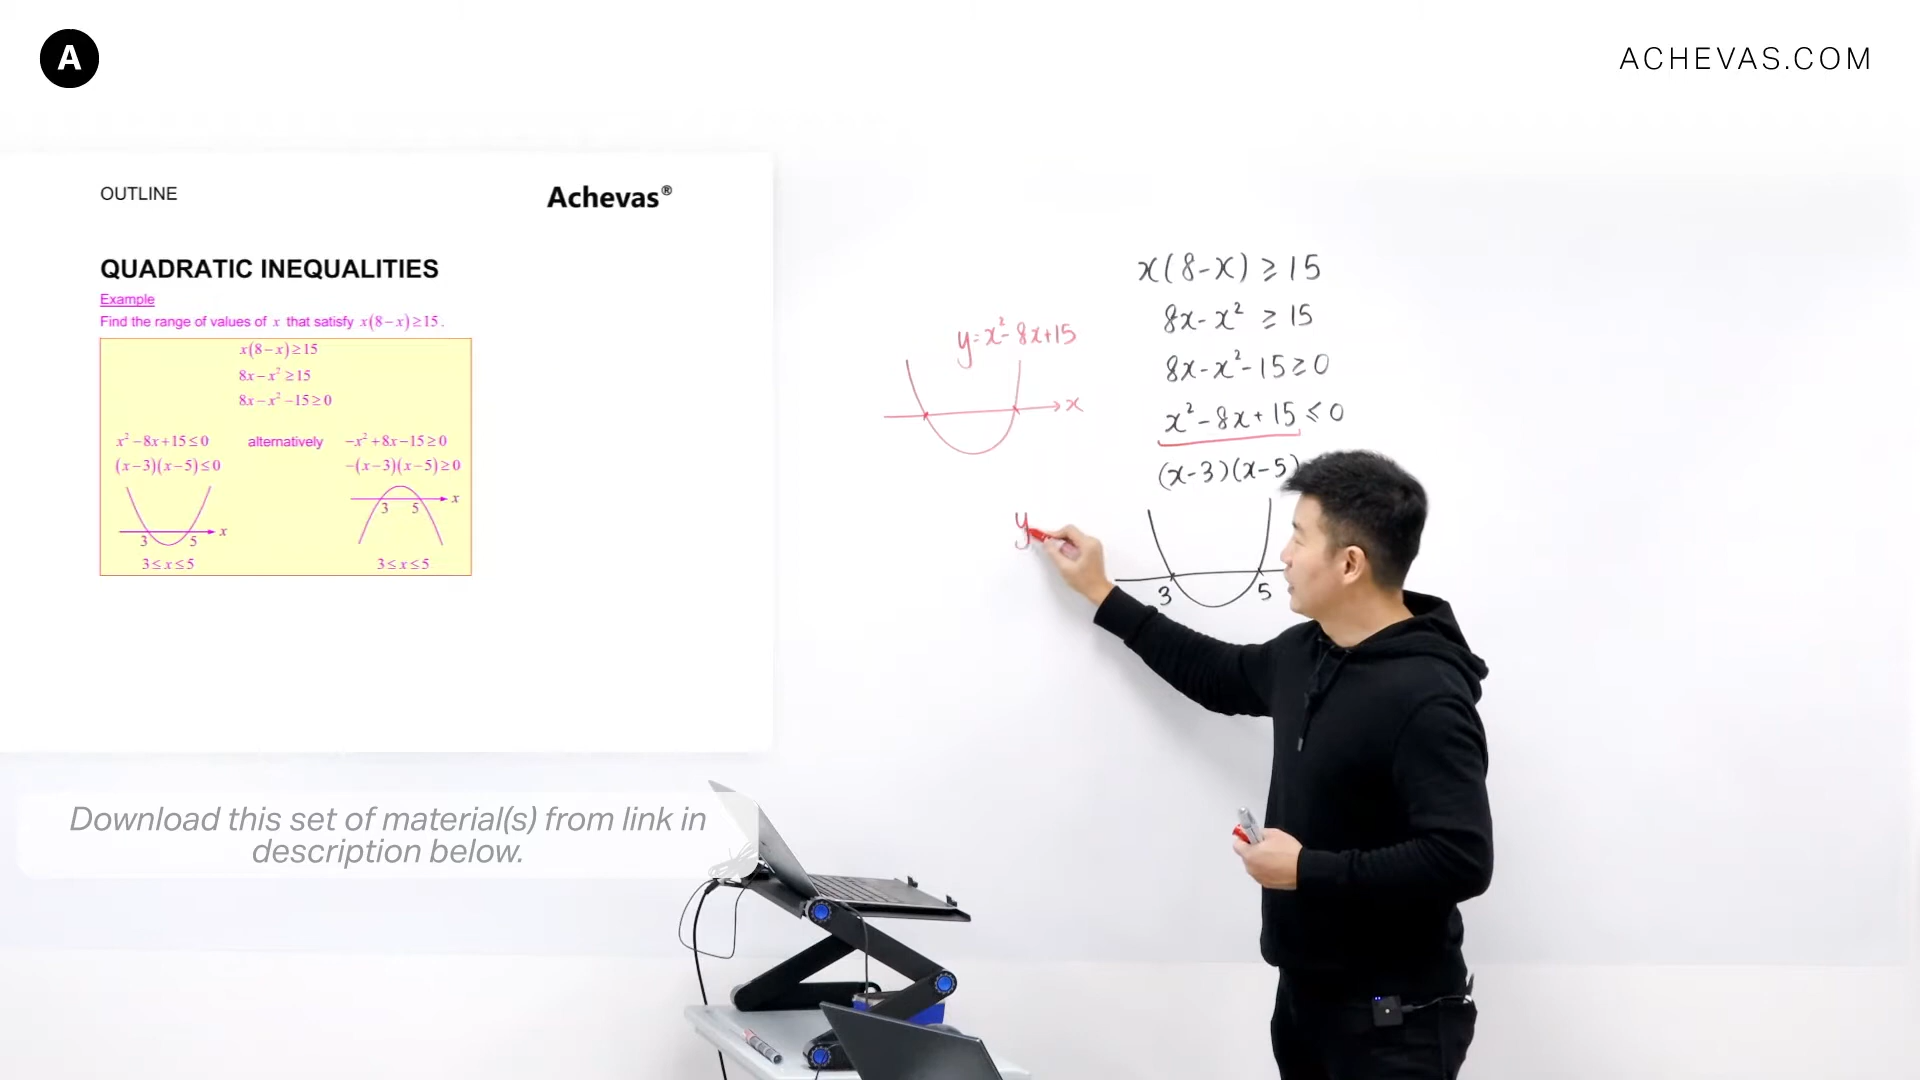 A
ACHEVAS.COM
OUTLINE
Achevas®
QUADRATIC INEQUALITIES
Example
Find the range of values of x that satisfy x(8−x)≥15.
x(8−x)≥15
8x−x²≥15
8x−x²−15≥0
x²−8x+15≤0 alternatively −x²+8x−15≥0
(x−3)(x−5)≤0 −(x−3)(x−5)≥0
x
3 5
x
3 5
3≤x≤5 3≤x≤5
y=x²-8x+15
x
x(8-x)≥15
8x-x²≥15
8x-x²-15≥0
x²-8x+15≤0
(x-3)(x-5)
y
3 5
Download this set of material(s) from link in
description below.